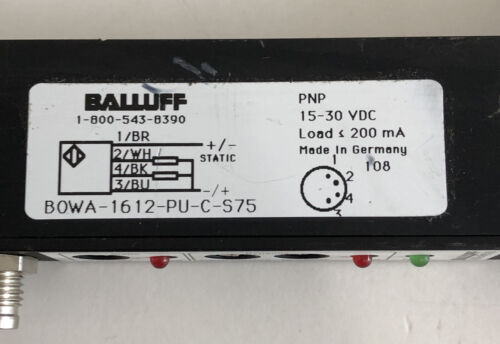 BALLUFF
1-800-543-8390
1/BR
2/WH
4/BK
3/BU
+/-
STATIC
-/+
BOWA-1612-PU-C-S75
PNP
15-30 VDC
Load ≤ 200 mA
Made In Germany
108
1
2
4
3